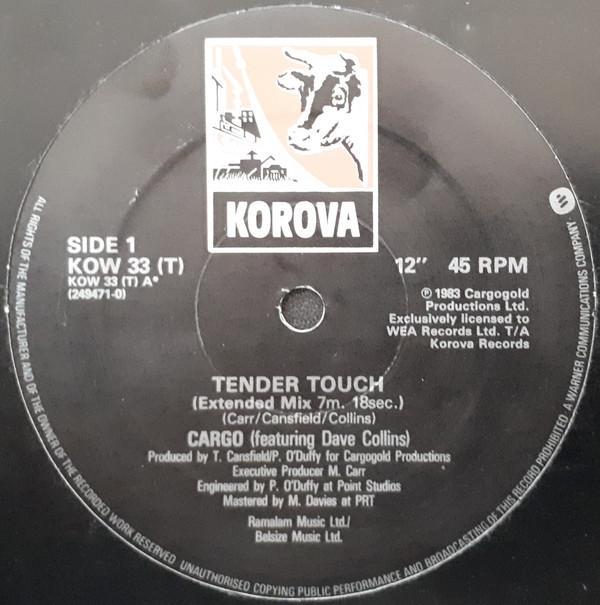 KOROVA
SIDE 1
KOW 33 (T)
KOW 33 (T) A*
(249471-0)
12" 45 RPM
℗ 1983 Cargogold
Productions Ltd.
Exclusively licensed to
WEA Records Ltd. T/A
Korova Records
TENDER TOUCH
(Extended Mix 7m. 18sec.)
(Carr/Cansfield/Collins)
CARGO (featuring Dave Collins)
Produced by T. Cansfield/P. O'Duffy for Cargogold Productions
Executive Producer M. Carr
Engineered by P. O'Duffy at Point Studios
Mastered by M. Davies at PRT
Ramalam Music Ltd./
Belsize Music Ltd.
ALL RIGHTS OF THE MANUFACTURER AND OF THE OWNER OF THE RECORDED WORK RESERVED UNAUTHORISED COPYING PUBLIC PERFORMANCE AND BROADCASTING OF THIS RECORD PROHIBITED. A WARNER COMMUNICATIONS COMPANY